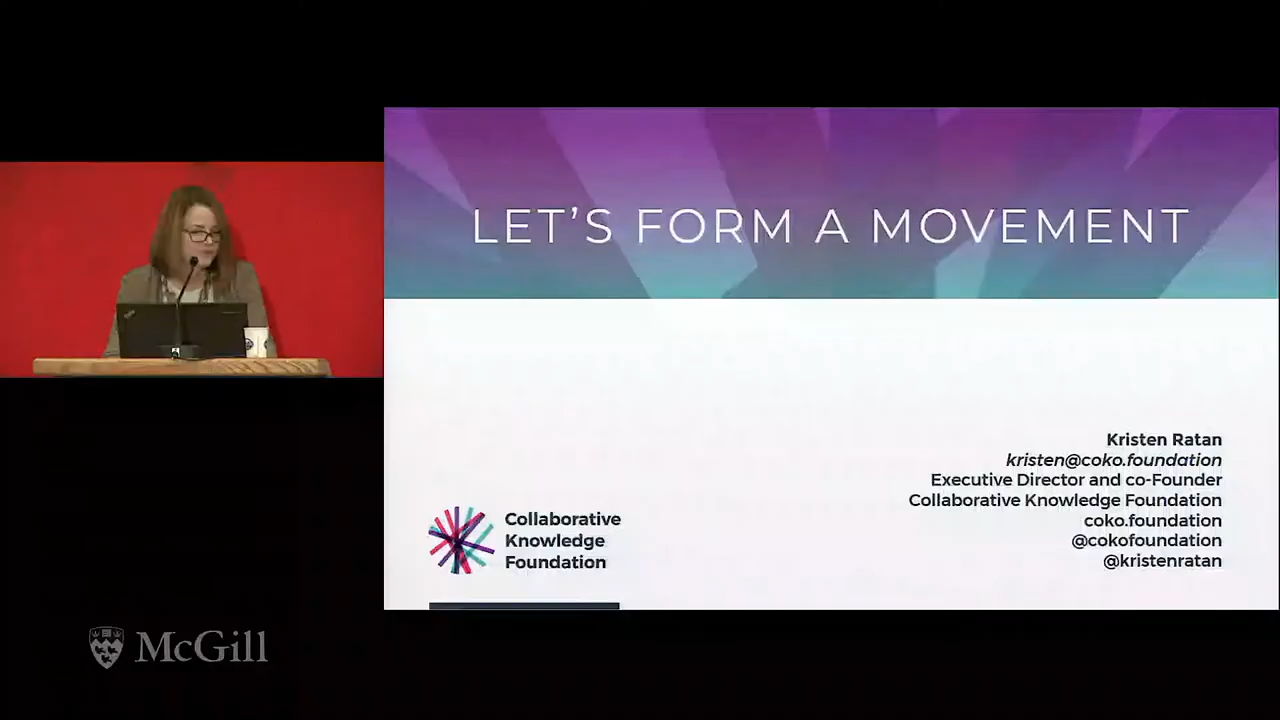 LET'S FORM A MOVEMENT
Kristen Ratan
kristen@coko.foundation
Executive Director and co-Founder
Collaborative Knowledge Foundation
coko.foundation
@cokofoundation
@kristenratan
Collaborative
Knowledge
Foundation
McGill